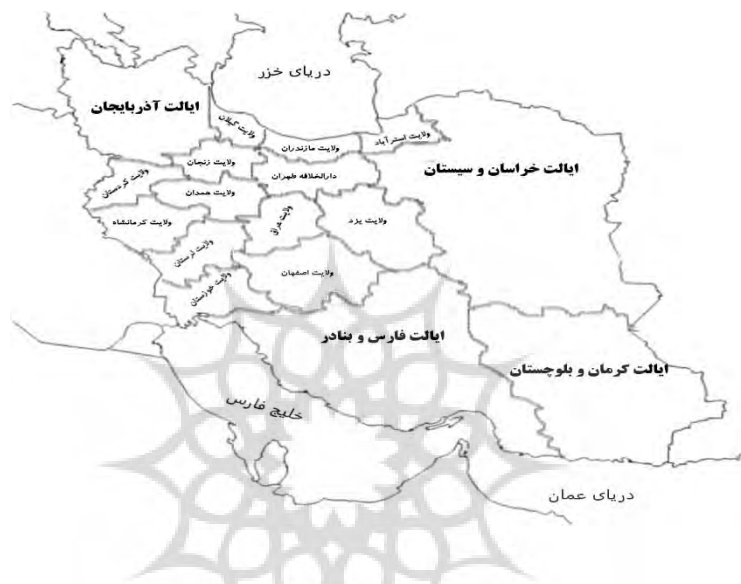 دریای خزر
ایالت آذربایجان
ولایت گیلان
ولایت استرآباد
ولایت مازندران
ولایت زنجان
دارالخلافه طهران
ایالت خراسان و سیستان
ولایت کردستان
ولایت همدان
ولایت کرمانشاه
ولایت عراق
ولایت یزد
ولایت لرستان
ولایت اصفهان
ولایت خوزستان
ایالت فارس و بنادر
ایالت کرمان و بلوچستان
خلیج فارس
دریای عمان